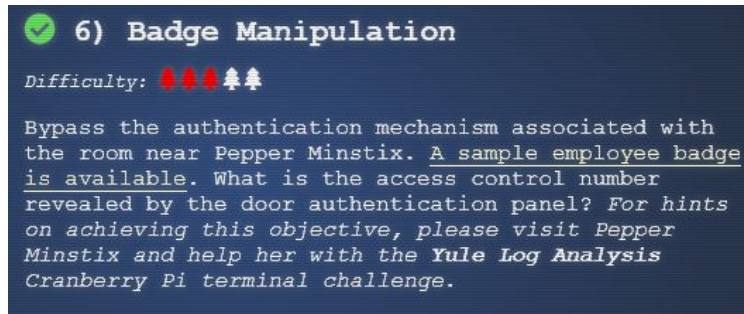 6) Badge Manipulation
Difficulty:
Bypass the authentication mechanism associated with
the room near Pepper Minstix. A sample employee badge
is available. What is the access control number
revealed by the door authentication panel? For hints
on achieving this objective, please visit Pepper
Minstix and help her with the Yule Log Analysis
Cranberry Pi terminal challenge.